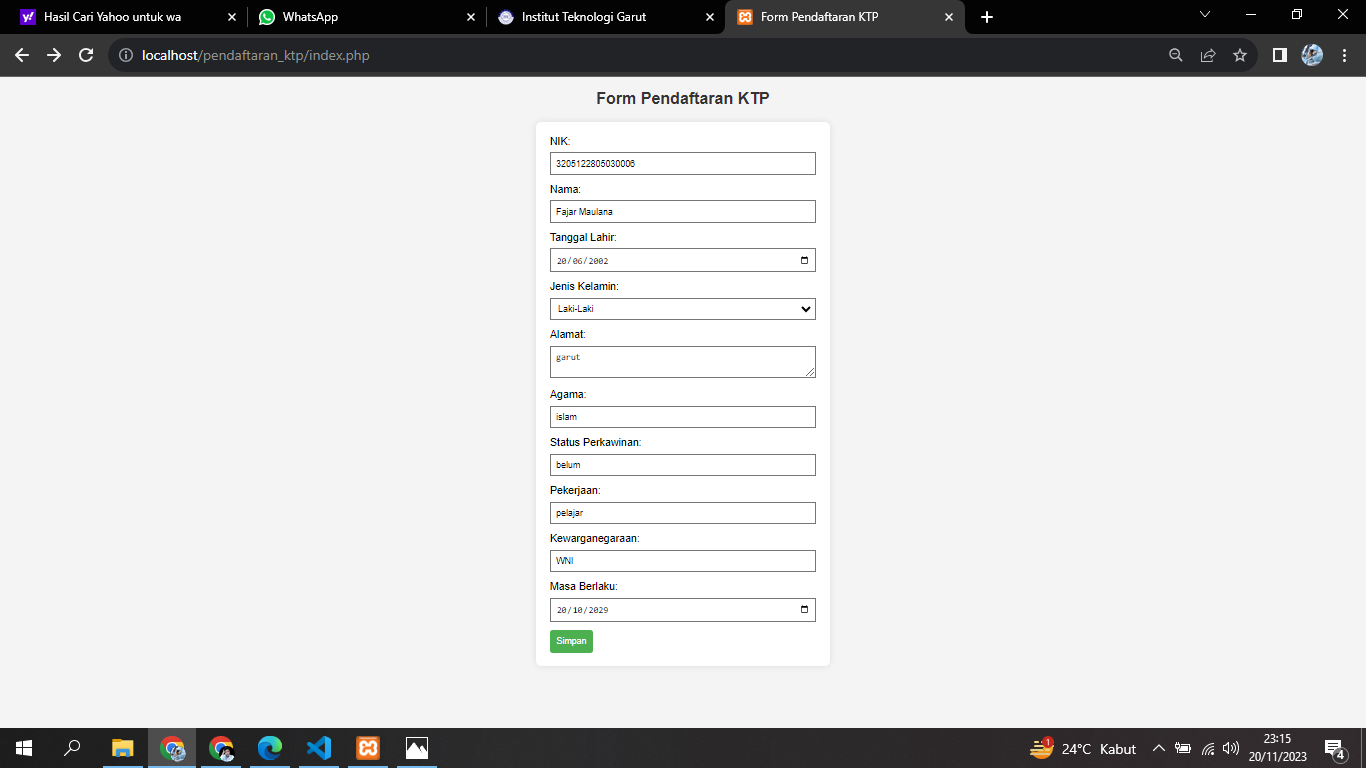 Hasil Cari Yahoo untuk wa
WhatsApp
Institut Teknologi Garut
Form Pendaftaran KTP
localhost/pendaftaran_ktp/index.php
Form Pendaftaran KTP
NIK:
3205122805030006
Nama:
Fajar Maulana
Tanggal Lahir:
20/06/2002
Jenis Kelamin:
Laki-Laki
Alamat:
garut
Agama:
islam
Status Perkawinan:
belum
Pekerjaan:
pelajar
Kewarganegaraan:
WNI
Masa Berlaku:
20/10/2029
Simpan
1
24°C Kabut
23:15
20/11/2023
4